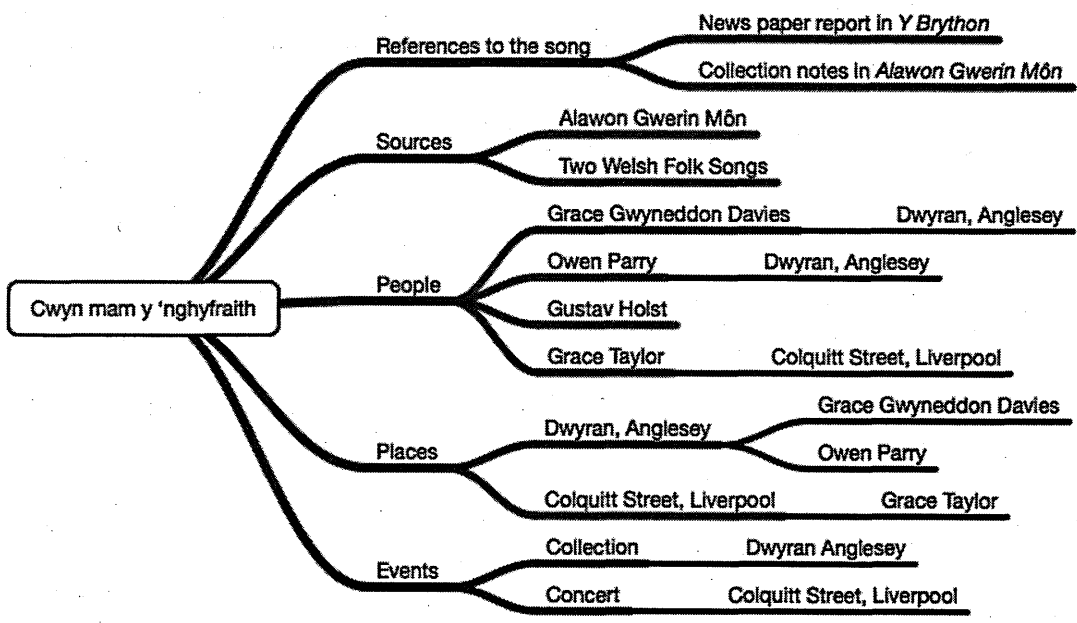 News paper report in Y Brython
References to the song
Collection notes in Alawon Gwerin Môn
Alawon Gwerin Môn
Sources
Two Welsh Folk Songs
Grace Gwyneddon Davies Dwyran, Anglesey
Owen Parry Dwyran, Anglesey
People
Cwyn mam y ‘nghyfraith
Gustav Holst
Grace Taylor Colquitt Street, Liverpool
Grace Gwyneddon Davies
Dwyran, Anglesey
Places
Owen Parry
Colquitt Street, Liverpool Grace Taylor
Collection Dwyran Anglesey
Events
Concert Colquitt Street, Liverpool